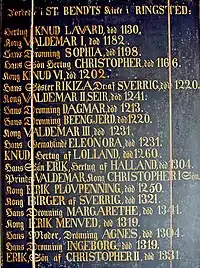 Neriede i ST. BENDTS Kirke i RINGSTED:
Hertug KNUD LAVARD, død 1130.
Kong VALDEMAR I, død 1182.
Hans Dronning SOPHIA, død 1198.
Hans Søn Hertug CHRISTOPHER, død 1166.
Kong KNUD VI, død 1202.
Hans Søster RIKIZA, Dronn. af SVERRIG, død 1220.
Kong VALDEMAR II SEIR, død 1241.
Hans Dronning DAGMAR, død 1213.
Hans Dronning BEENGJERD, død 1220.
Kong VALDEMAR III, død 1231.
Hans Gemahlinde ELEONORA, død 1231.
KNUD, Hertug af LOLLAND, død 1260.
Hans Søn ERIK, Hertug af HALLAND, død 1304.
Prinds VALDEMAR, Kong CHRISTOPHER I Søn.
Kong ERIK PLOVPENNING, død 1250.
Kong BIRGER af SVERRIG, død 1321.
Hans Dronning MARGARETHE, død 1341.
Kong ERIK MENVED, død 1319.
Hans Moder, Dronning AGNES, død 1304.
Hans Dronning INGEBORG, død 1319.
ERIK, Søn af CHRISTOPHER II, død 1331.